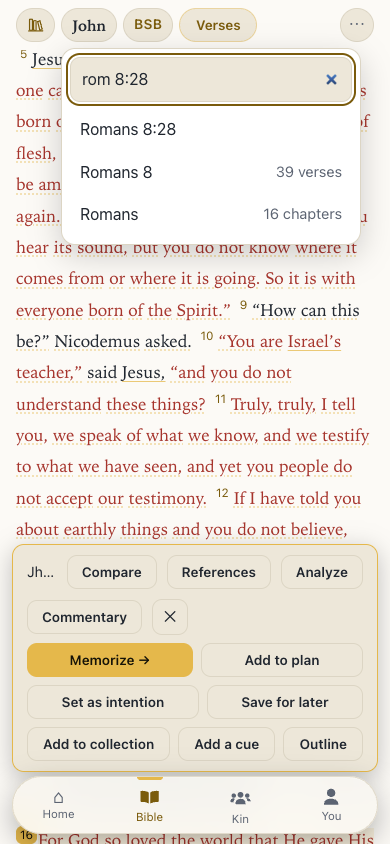 John
BSB
Verses
...
5 Jesu
rom 8:28
Romans 8:28
Romans 8 39 verses
Romans 16 chapters
one ca
born o of
flesh,
be am
again.
hear its sound, but you do not know where it
comes from or where it is going. So it is with
everyone born of the Spirit.” 9 “How can this
be?” Nicodemus asked. 10 “You are Israel’s
teacher,” said Jesus, “and you do not
understand these things? 11 Truly, truly, I tell
you, we speak of what we know, and we testify
to what we have seen, and yet you people do
not accept our testimony. 12 If I have told you
about earthly things and you do not believe,
Jh... Compare References Analyze
Commentary ×
Memorize → Add to plan
Set as intention Save for later
Add to collection Add a cue Outline
Home Bible Kin You
16 For God so loved the world that He gave His